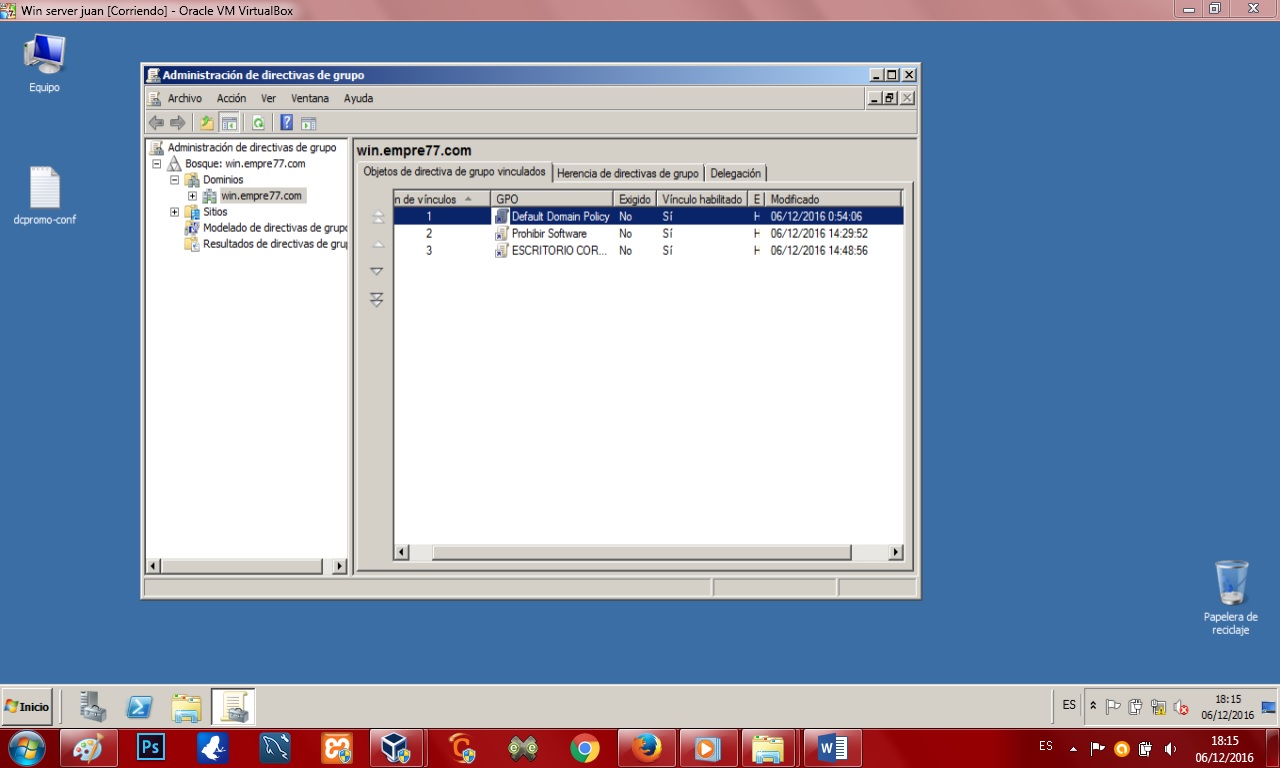 Win server juan [Corriendo] - Oracle VM VirtualBox
Equipo
dcpromo-conf
Administración de directivas de grupo
Archivo Acción Ver Ventana Ayuda
Administración de directivas de grupo
Bosque: win.empre77.com
Dominios
win.empre77.com
Sitios
Modelado de directivas de grupo
Resultados de directivas de gru
win.empre77.com
Objetos de directiva de grupo vinculados Herencia de directivas de grupo Delegación
n de vínculos GPO Exigido Vínculo habilitado E Modificado
1 Default Domain Policy No Sí H 06/12/2016 0:54:06
2 Prohibir Software No Sí H 06/12/2016 14:29:52
3 ESCRITORIO COR... No Sí H 06/12/2016 14:48:56
Papelera de
reciclaje
Inicio
ES
18:15
06/12/2016
Ps
W
ES
18:15
06/12/2016